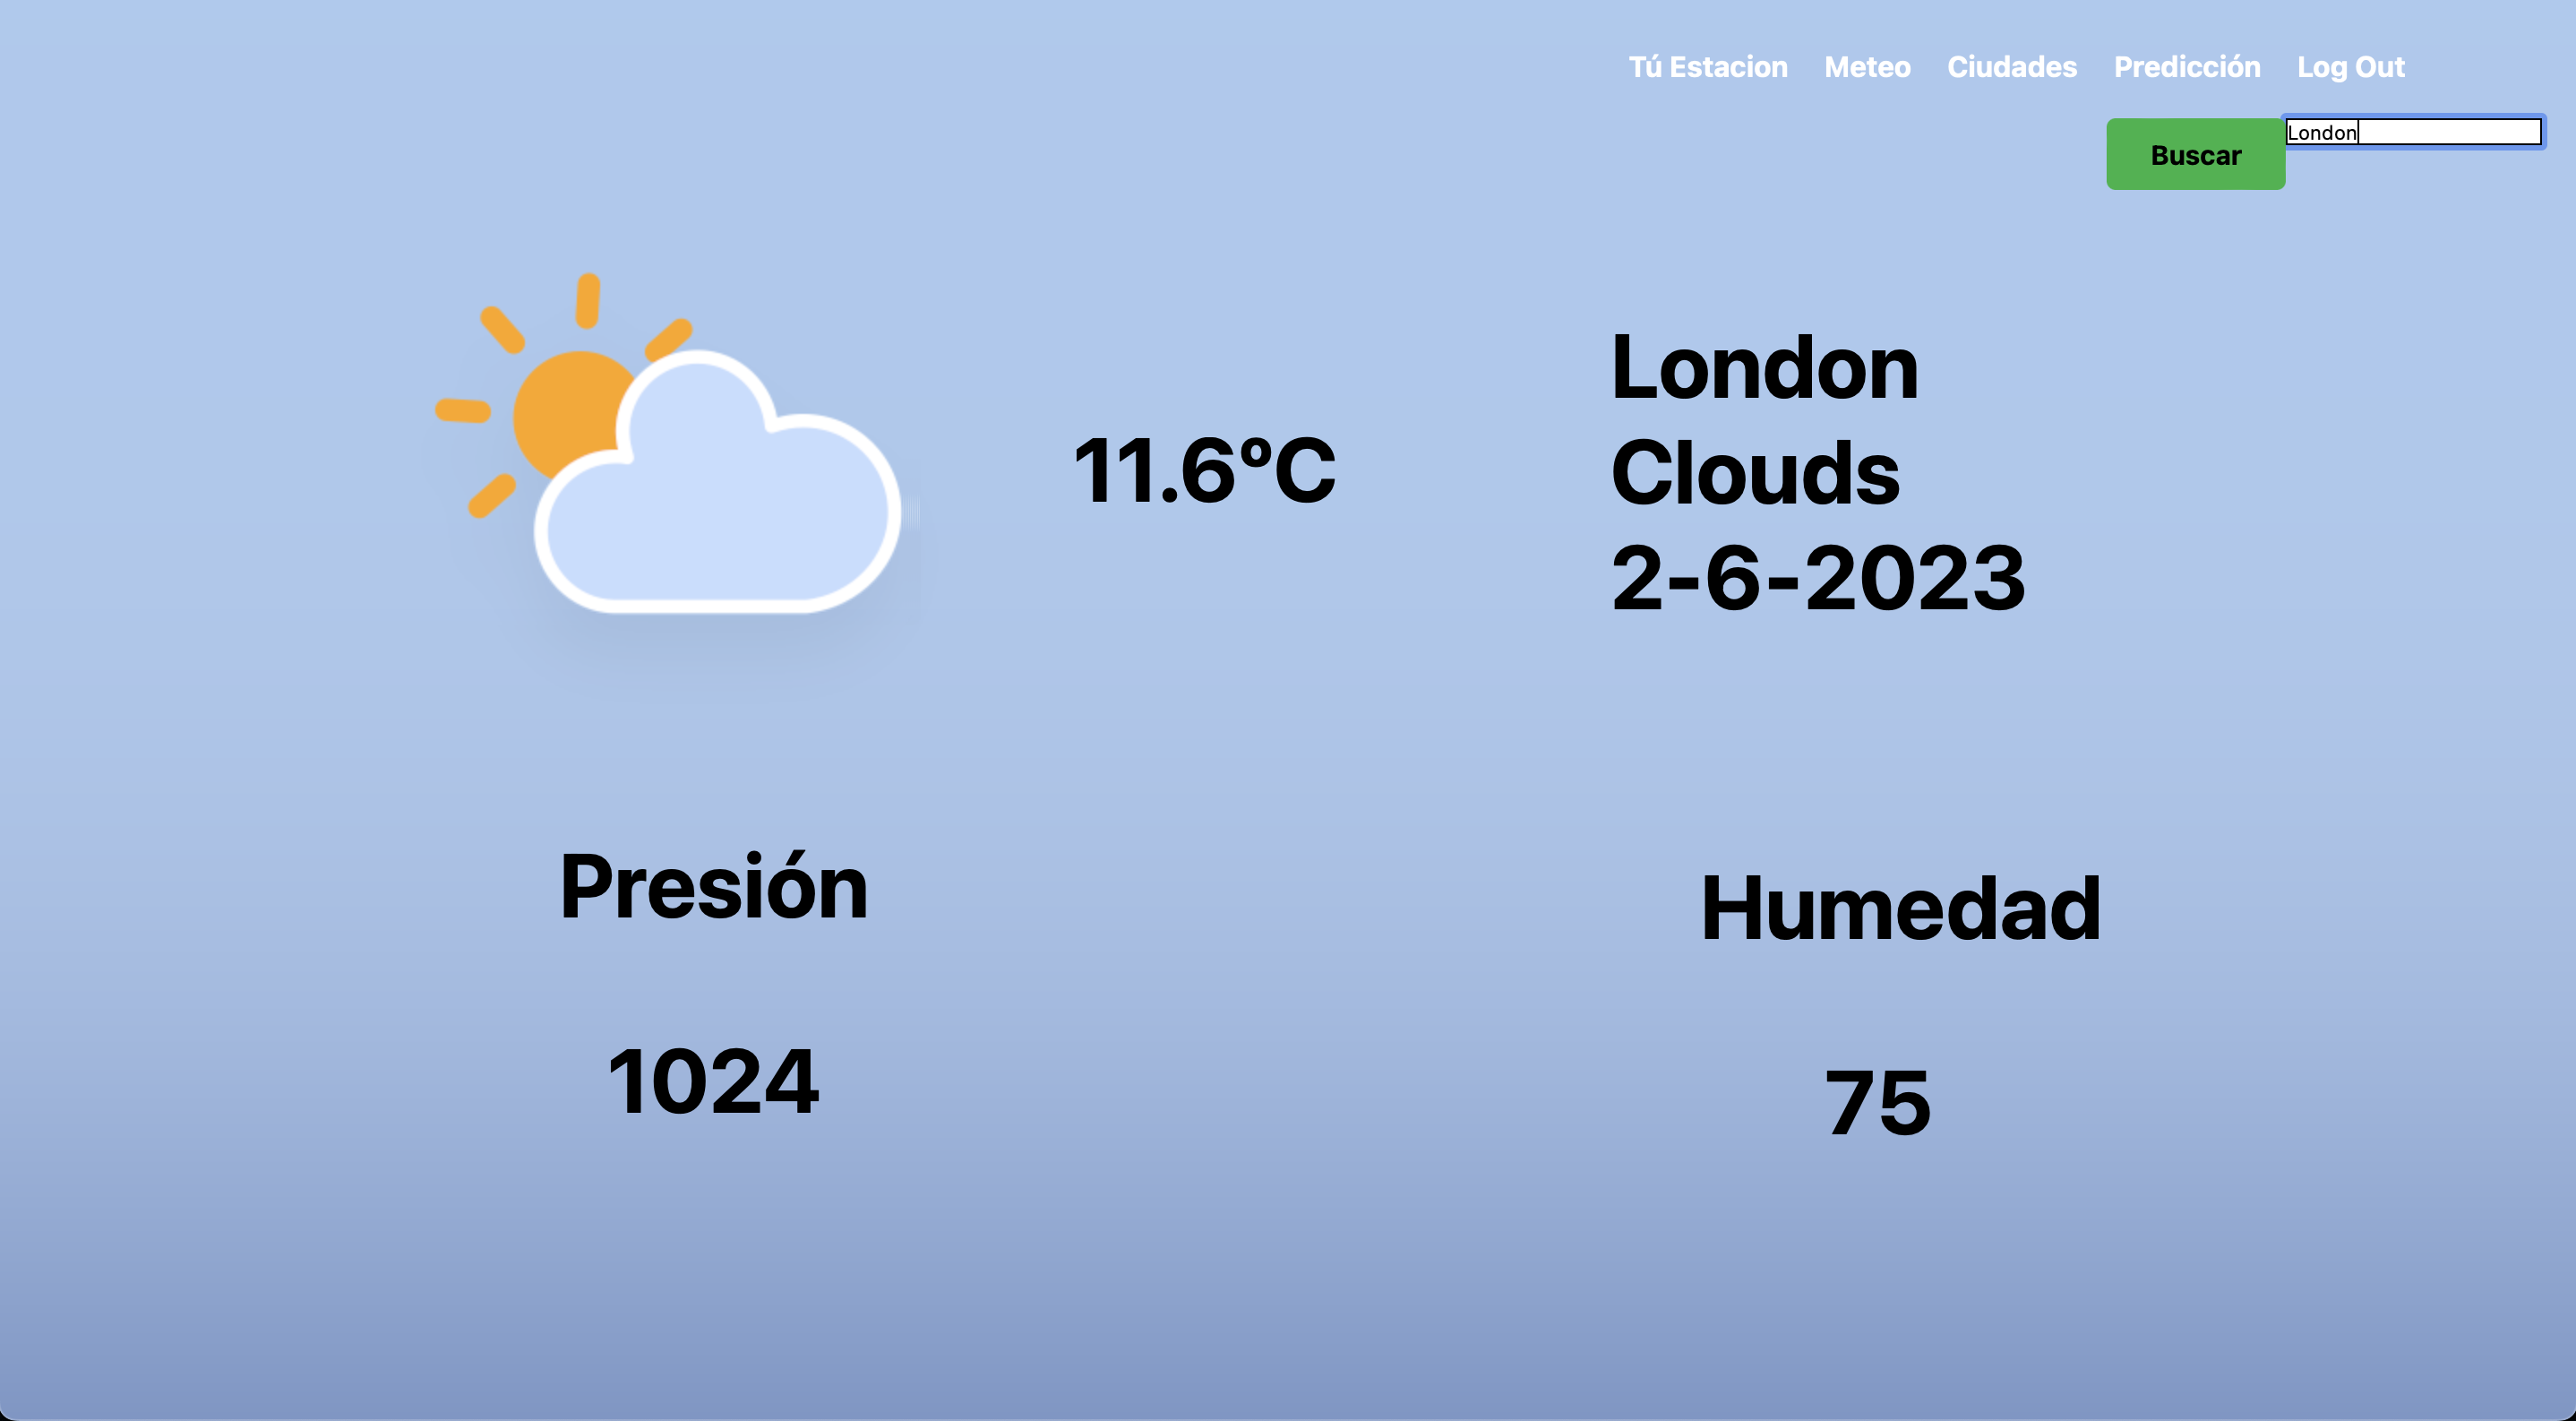 Tú Estacion Meteo Ciudades Predicción Log Out
Buscar London
London
11.6ºC
Clouds
2-6-2023
Presión
Humedad
1024
75